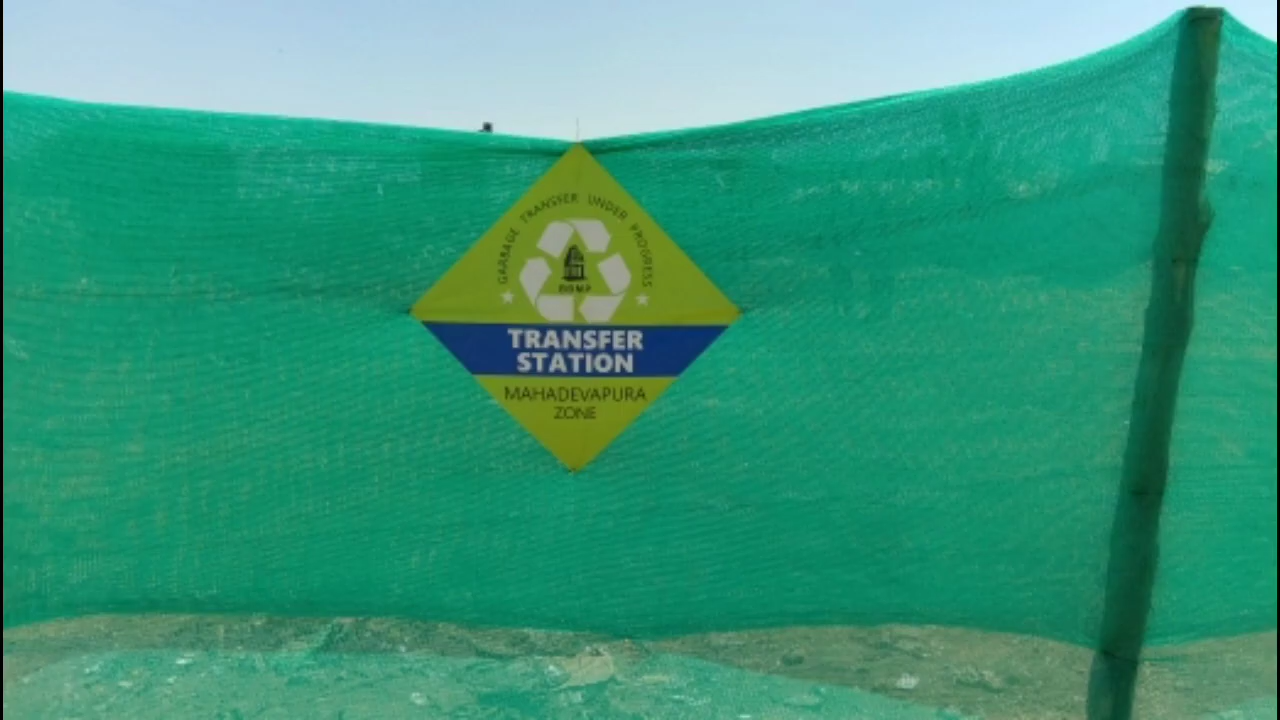 GARBAGE TRANSFER UNDER PROGRESS
BBMP
TRANSFER
STATION
MAHADEVAPURA
ZONE